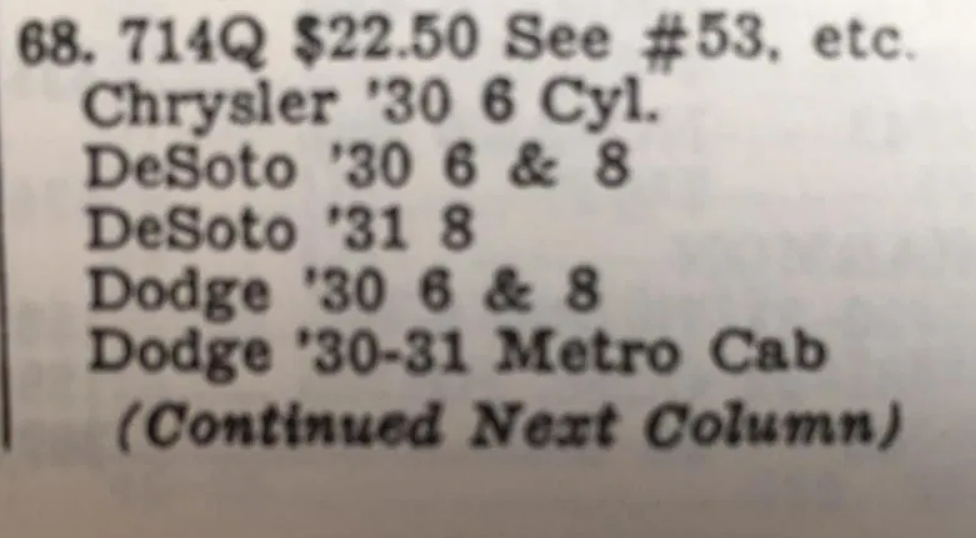 68. 714Q $22.50 See #53, etc.
Chrysler '30 6 Cyl.
DeSoto '30 6 & 8
DeSoto '31 8
Dodge '30 6 & 8
Dodge '30-31 Metro Cab
(Continued Next Column)